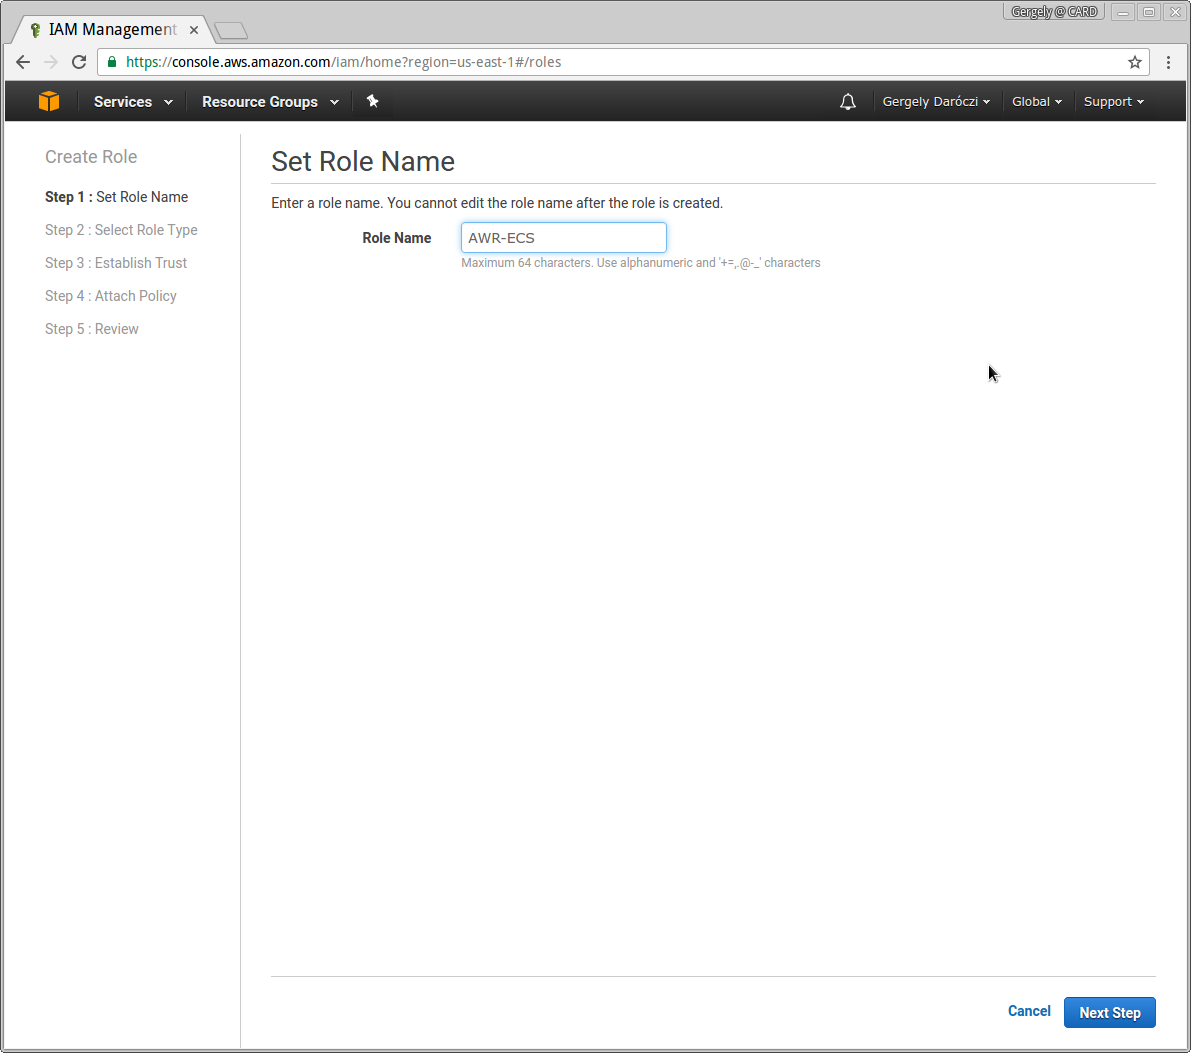 Gergely @ CARD
IAM Management
https://console.aws.amazon.com/iam/home?region=us-east-1#/roles
Services Resource Groups Gergely Daróczi Global Support
Create Role
Step 1 : Set Role Name
Step 2 : Select Role Type
Step 3 : Establish Trust
Step 4 : Attach Policy
Step 5 : Review
Set Role Name
Enter a role name. You cannot edit the role name after the role is created.
Role Name AWR-ECS
Maximum 64 characters. Use alphanumeric and '+=,.@-_' characters
Cancel Next Step